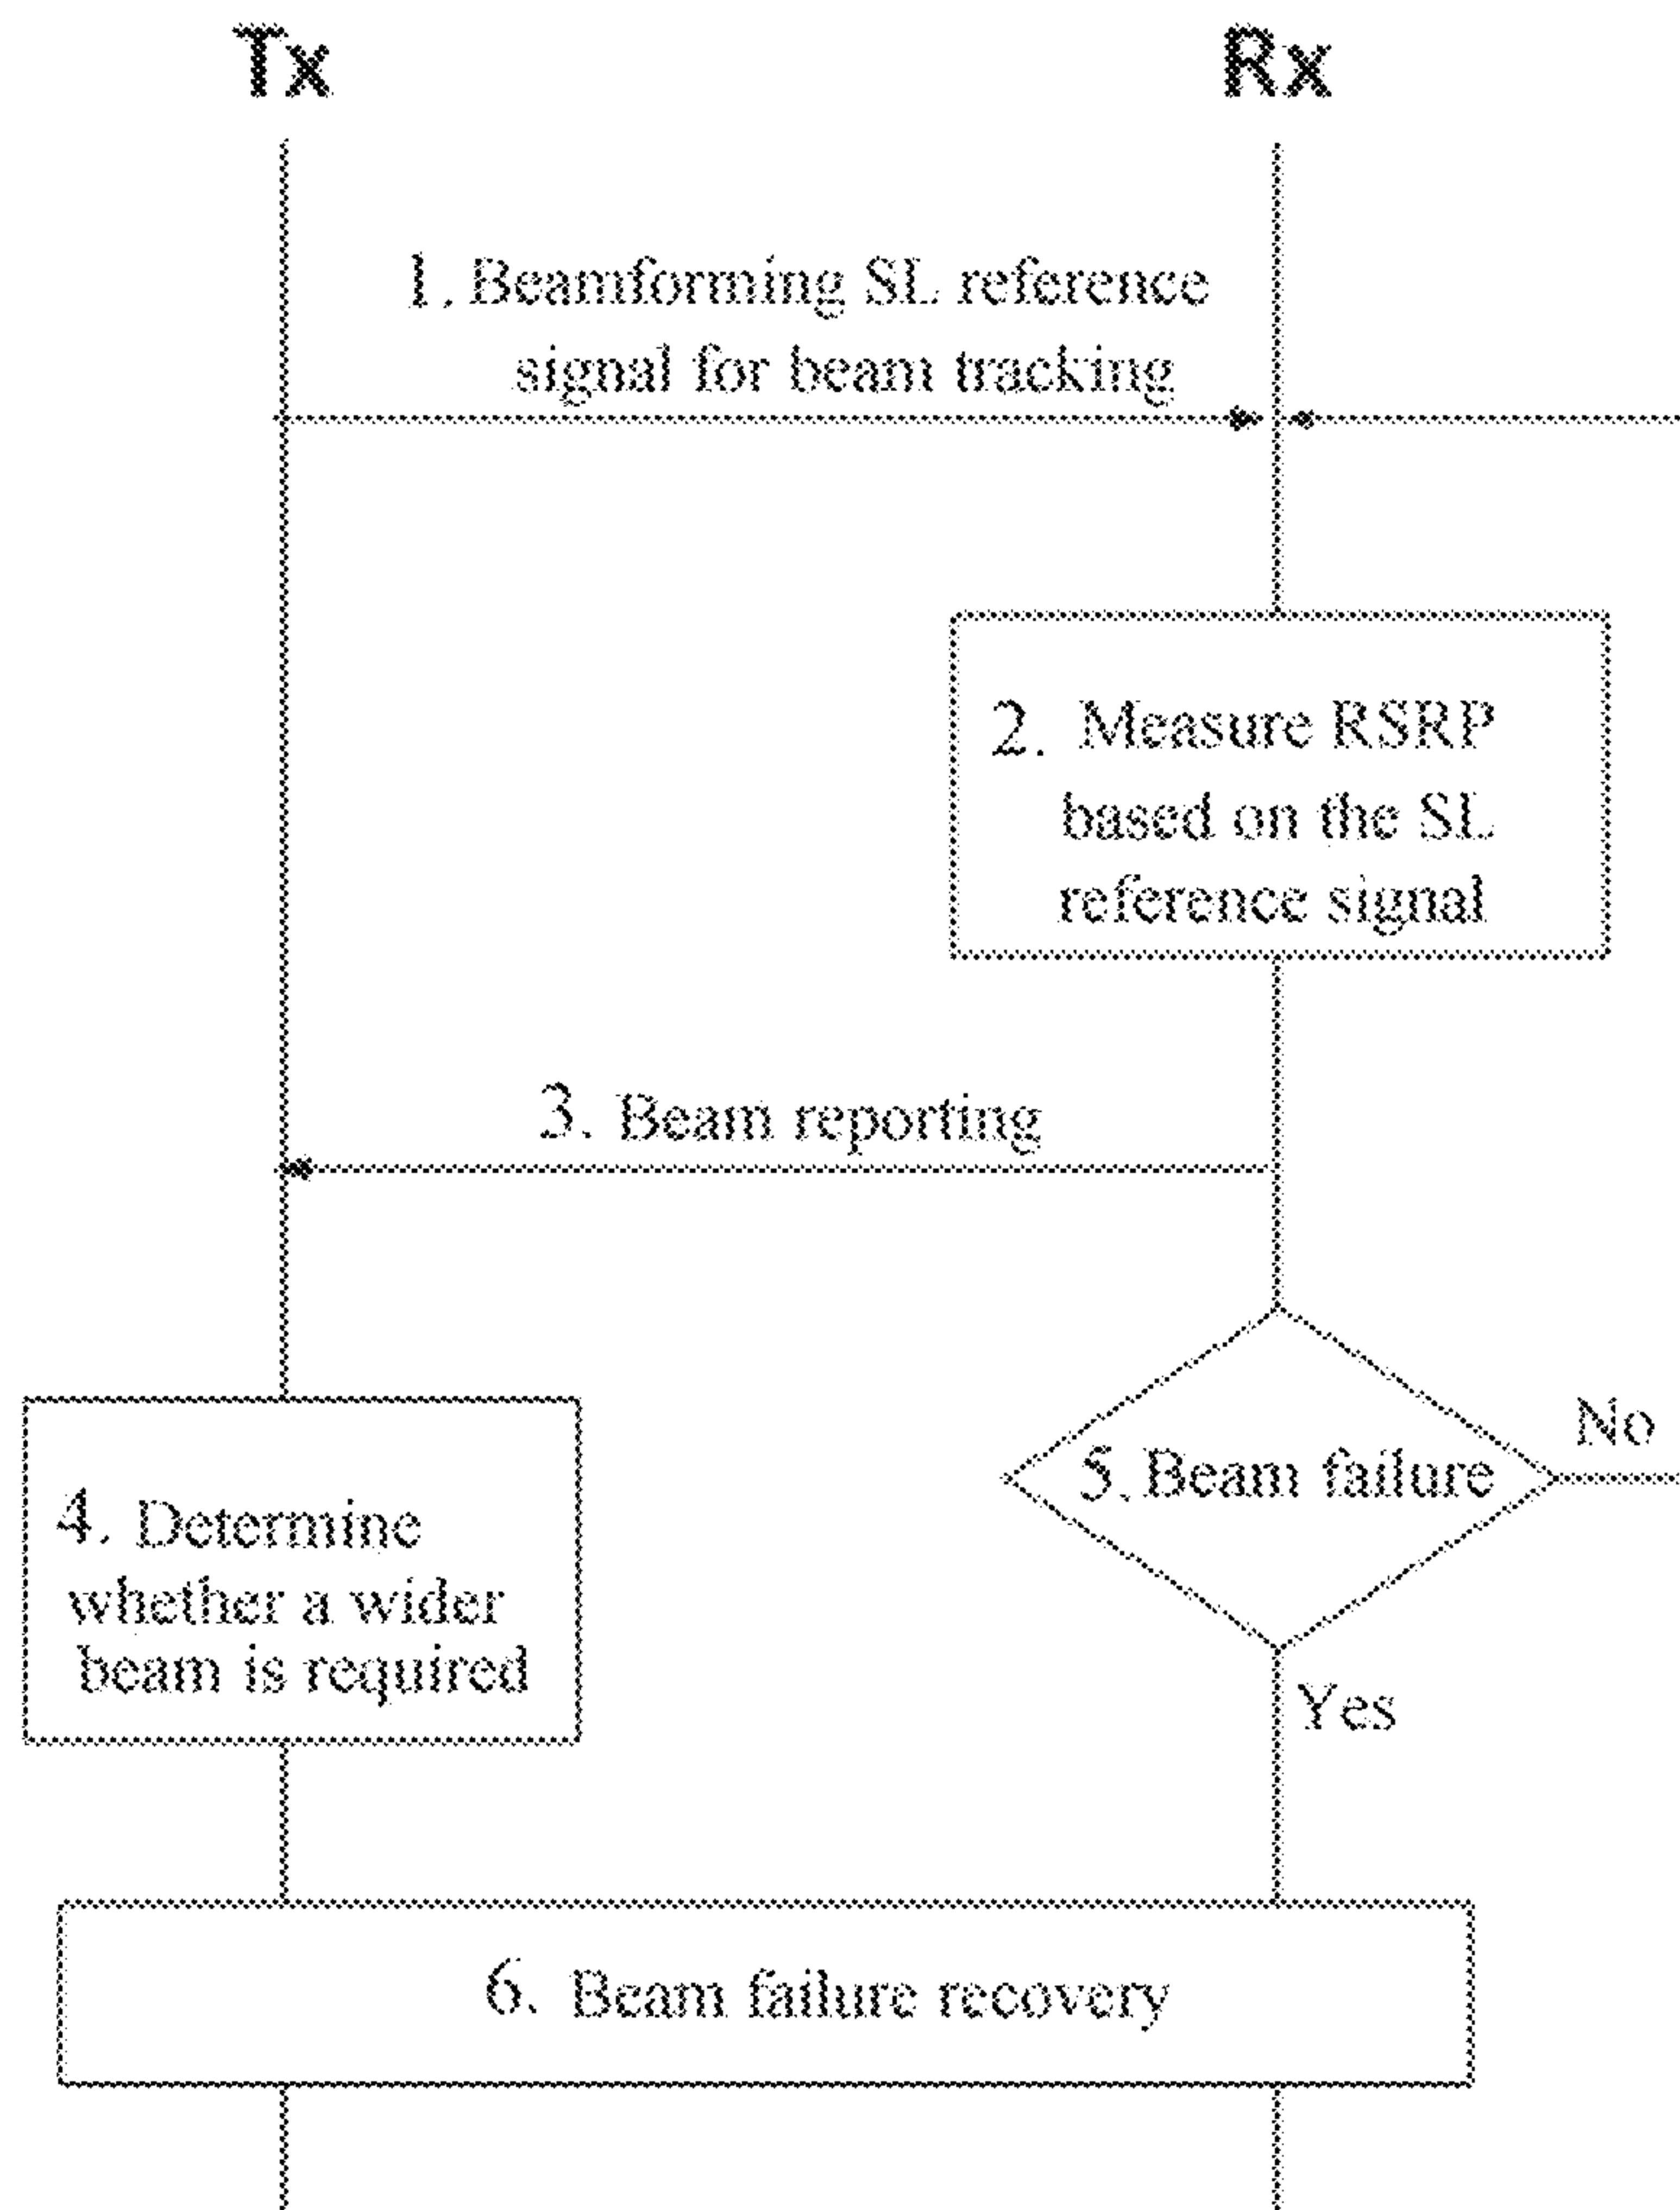 Tx
Rx
1. Beamforming SL reference
signal for beam tracking
2. Measure RSRP
based on the SL
reference signal
3. Beam reporting
4. Determine
whether a wider
beam is required
5. Beam failure
No
Yes
6. Beam failure recovery